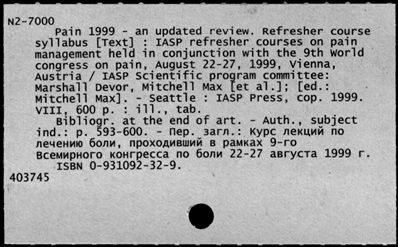 N2-7000
Pain 1999 - an updated review. Refresher course
syllabus [Text] : IASP refresher courses on pain
management held in conjunction with the 9th World
congress on pain, August 22-27, 1999, Vienna,
Austria / IASP Scientific program committee:
Marshall Devor, Mitchell Max [et al.]; [ed.:
Mitchell Max]. - Seattle : IASP Press, cop. 1999.
VIII, 600 p. : ill., tab.
Bibliogr. at the end of art. - Auth., subject
ind.: p. 593-600. - Пер. загл.: Курс лекций по
лечению боли, проходивший в рамках 9-го
Всемирного конгресса по боли 22-27 августа 1999 г.
ISBN 0-931092-32-9.
403745